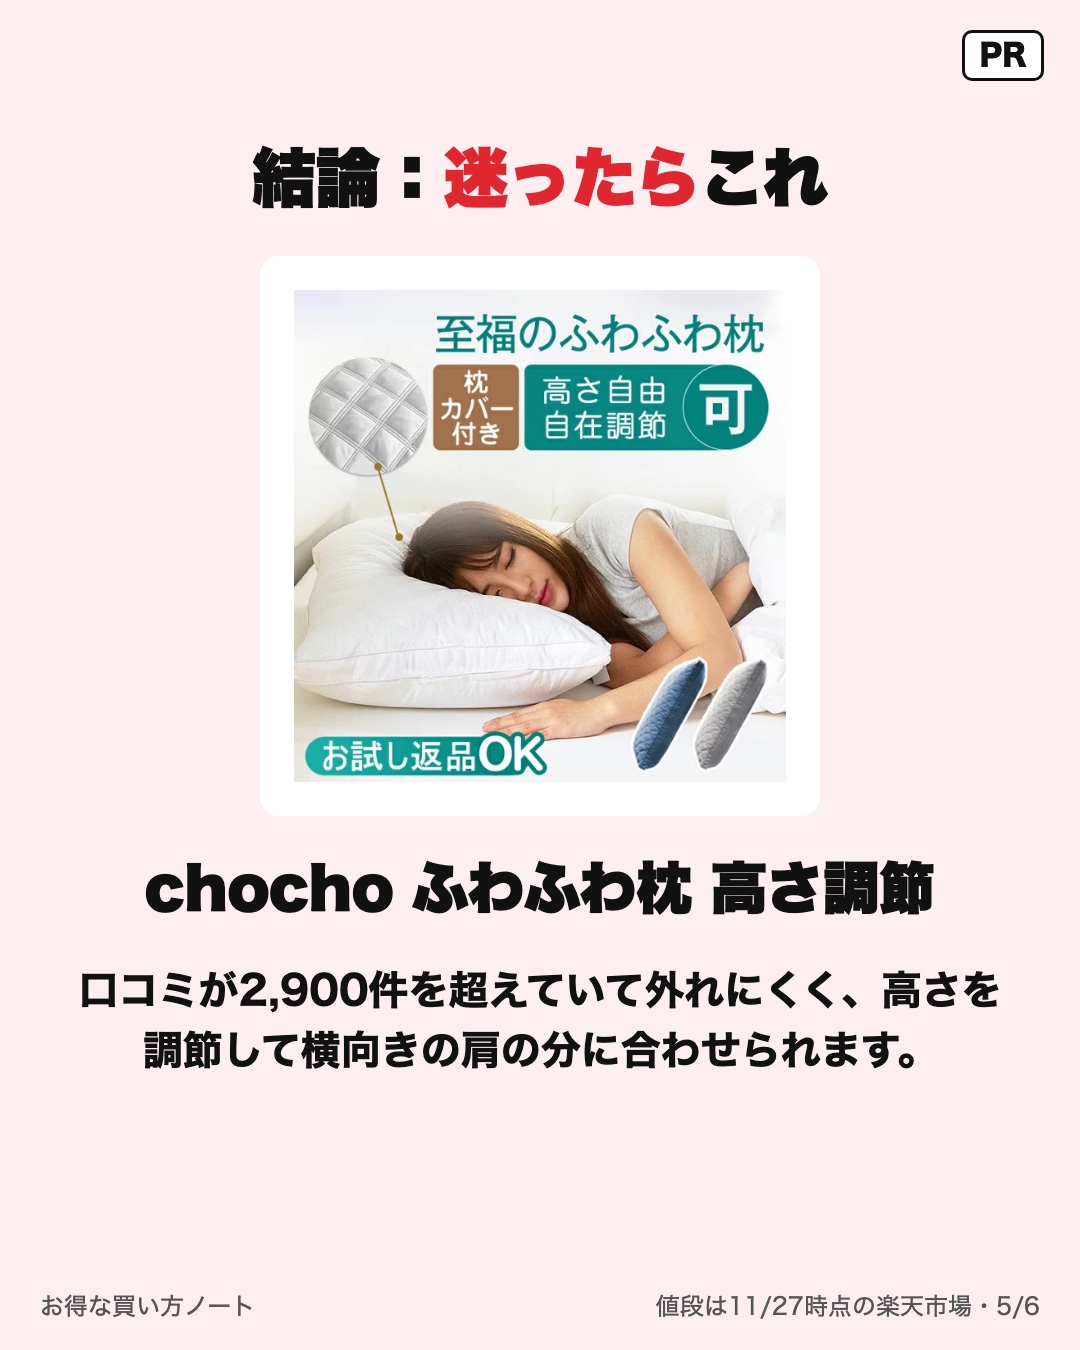 PR
結論：迷ったらこれ
至福のふわふわ枕
枕
カバー
付き
高さ自由
自在調節
可
お試し返品OK
chocho ふわふわ枕 高さ調節
口コミが2,900件を超えていて外れにくく、高さを
調節して横向きの肩の分に合わせられます。
お得な買い方ノート
値段は11/27時点の楽天市場・5/6